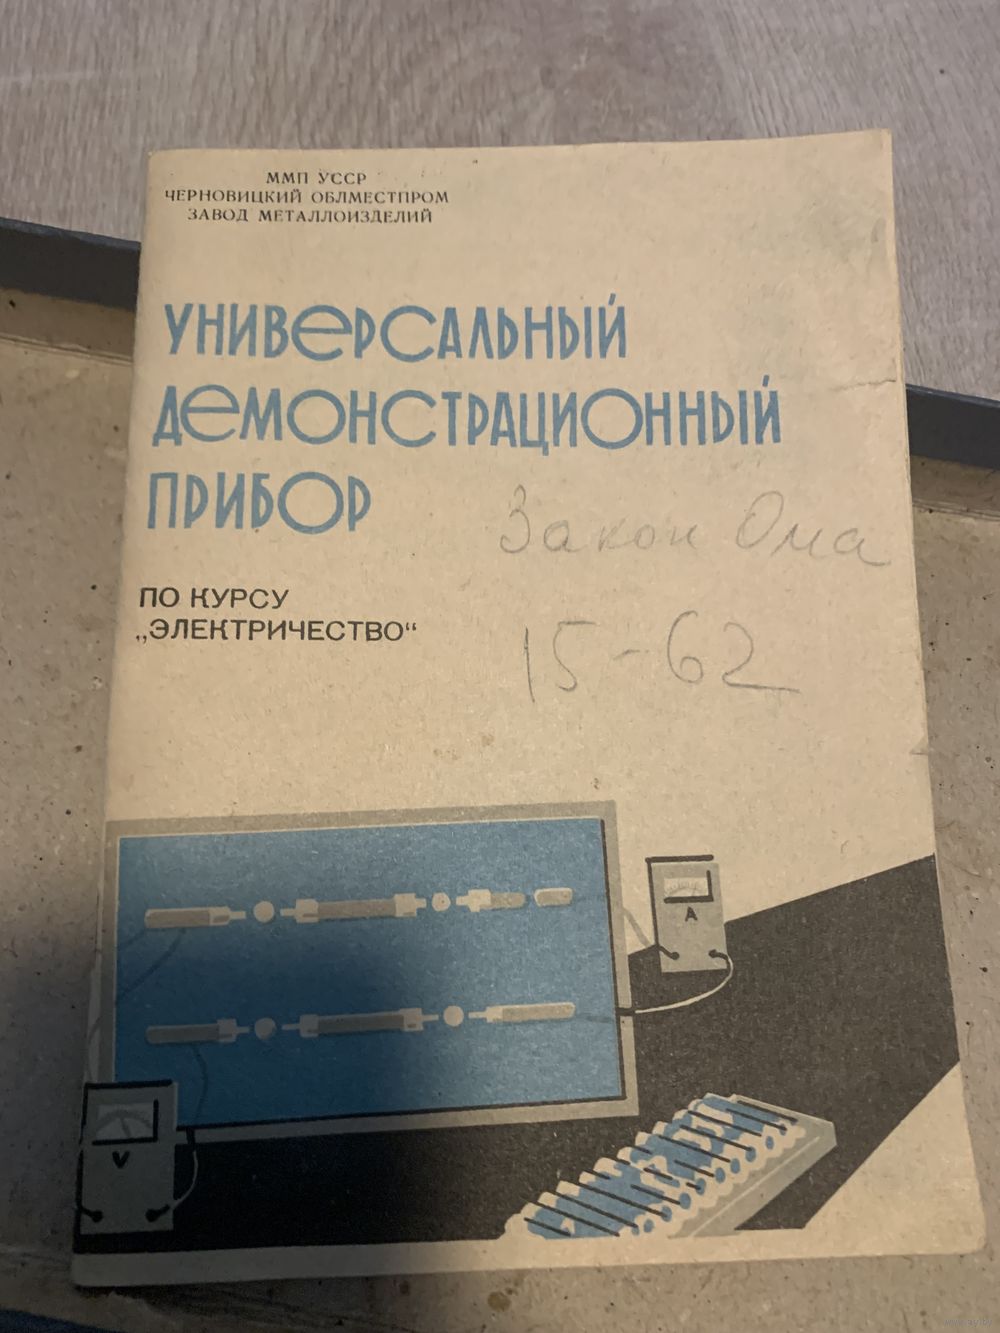 ММП УССР
ЧЕРНОВИЦКИЙ ОБЛМЕСТПРОМ
ЗАВОД МЕТАЛЛОИЗДЕЛИЙ
УНИВЕРСАЛЬНЫЙ
ДЕМОНСТРАЦИОННЫЙ
ПРИБОР
Закон Ома
ПО КУРСУ
„ЭЛЕКТРИЧЕСТВО“
15-62
A
V